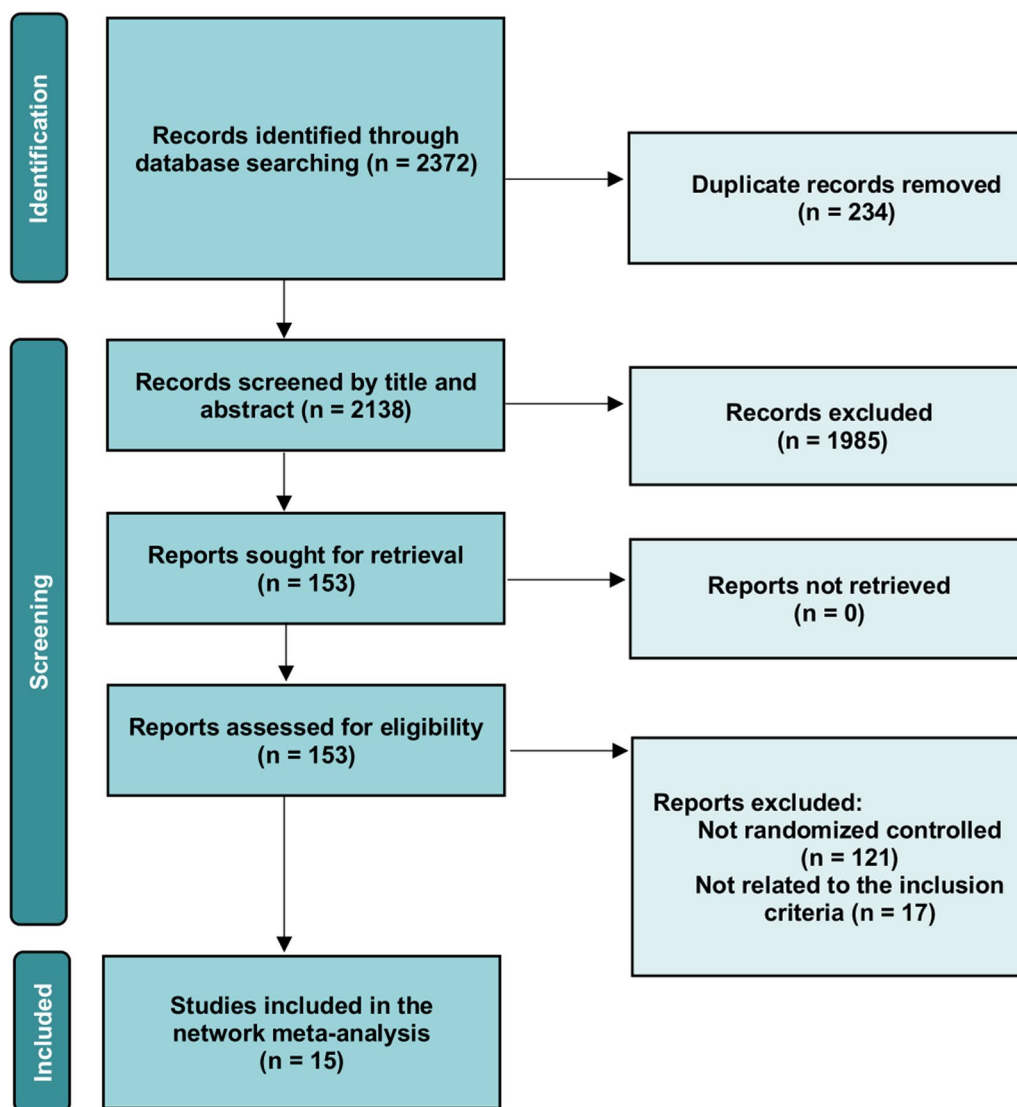 Identification
Records identified through
database searching (n = 2372)
Duplicate records removed
(n = 234)
Screening
Records screened by title and
abstract (n = 2138)
Records excluded
(n = 1985)
Reports sought for retrieval
(n = 153)
Reports not retrieved
(n = 0)
Reports assessed for eligibility
(n = 153)
Reports excluded:
Not randomized controlled
(n = 121)
Not related to the inclusion
criteria (n = 17)
Included
Studies included in the
network meta-analysis
(n = 15)